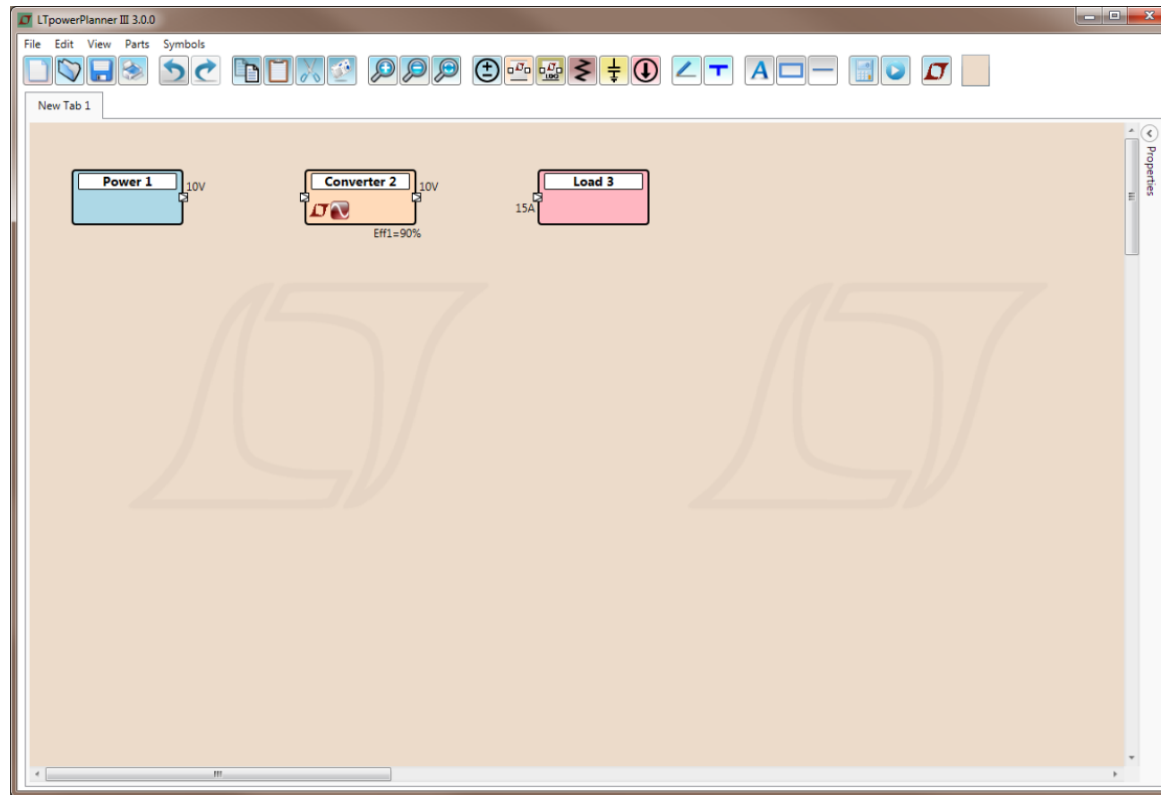 LTpowerPlanner III 3.0.0
File Edit View Parts Symbols
LDO
A
New Tab 1
Properties
Power 1
10V
Converter 2
10V
Eff1=90%
Load 3
15A